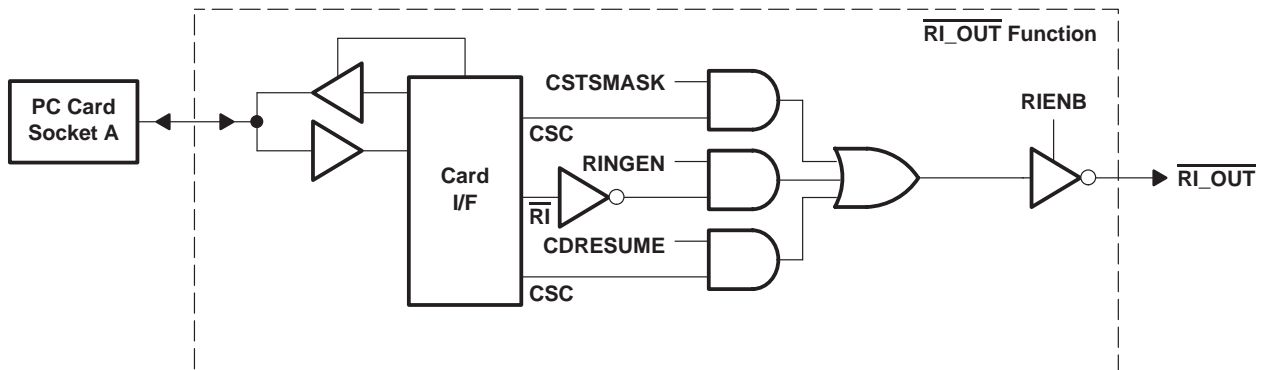 RI_OUT Function
PC Card
Socket A
CSTSMASK
CSC
RINGEN
Card
I/F
RI
CDRESUME
CSC
RIENB
RI_OUT